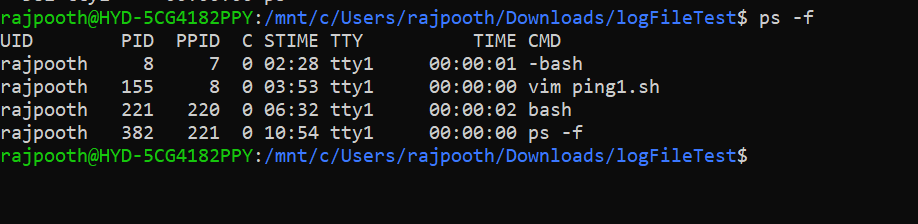 rajpooth@HYD-5CG4182PPY:/mnt/c/Users/rajpooth/Downloads/logFileTest$ ps -f
UID        PID  PPID  C STIME TTY          TIME CMD
rajpooth     8     7  0 02:28 tty1     00:00:01 -bash
rajpooth   155     8  0 03:53 tty1     00:00:00 vim ping1.sh
rajpooth   221   220  0 06:32 tty1     00:00:02 bash
rajpooth   382   221  0 10:54 tty1     00:00:00 ps -f
rajpooth@HYD-5CG4182PPY:/mnt/c/Users/rajpooth/Downloads/logFileTest$